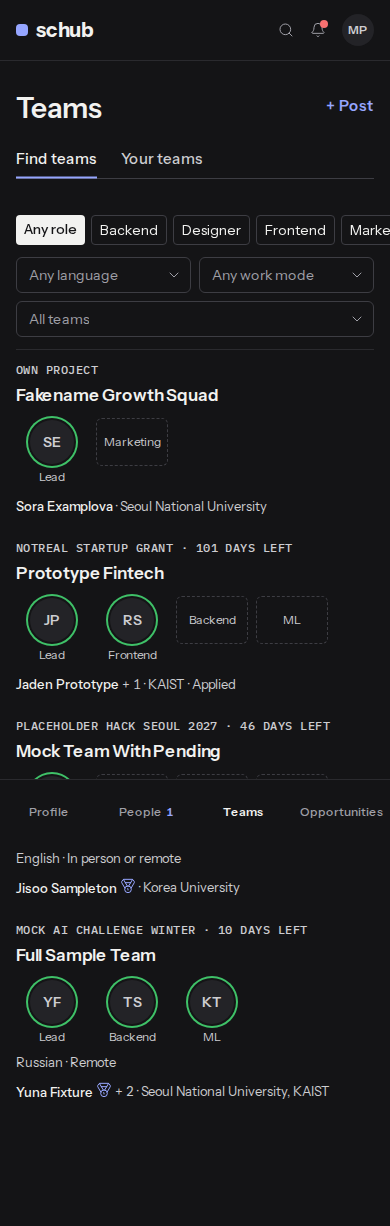 schub
MP
Teams
+ Post
Find teams
Your teams
Any role
Backend
Designer
Frontend
Marke
Any language
Any work mode
All teams
OWN PROJECT
Fakename Growth Squad
SE
Marketing
Lead
Sora Examplova · Seoul National University
NOTREAL STARTUP GRANT · 101 DAYS LEFT
Prototype Fintech
JP
RS
Backend
ML
Lead
Frontend
Jaden Prototype + 1 · KAIST · Applied
PLACEHOLDER HACK SEOUL 2027 · 46 DAYS LEFT
Mock Team With Pending
Profile
People 1
Teams
Opportunities
English · In person or remote
Jisoo Sampleton · Korea University
MOCK AI CHALLENGE WINTER · 10 DAYS LEFT
Full Sample Team
YF
TS
KT
Lead
Backend
ML
Russian · Remote
Yuna Fixture + 2 · Seoul National University, KAIST